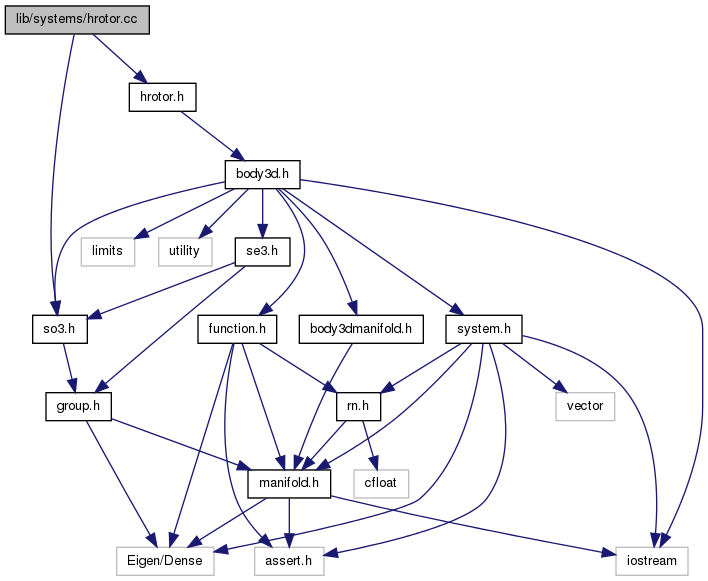 lib/systems/hrotor.cc
hrotor.h
body3d.h
limits
utility
se3.h
so3.h
function.h
body3dmanifold.h
system.h
group.h
rn.h
vector
manifold.h
cfloat
Eigen/Dense
assert.h
iostream